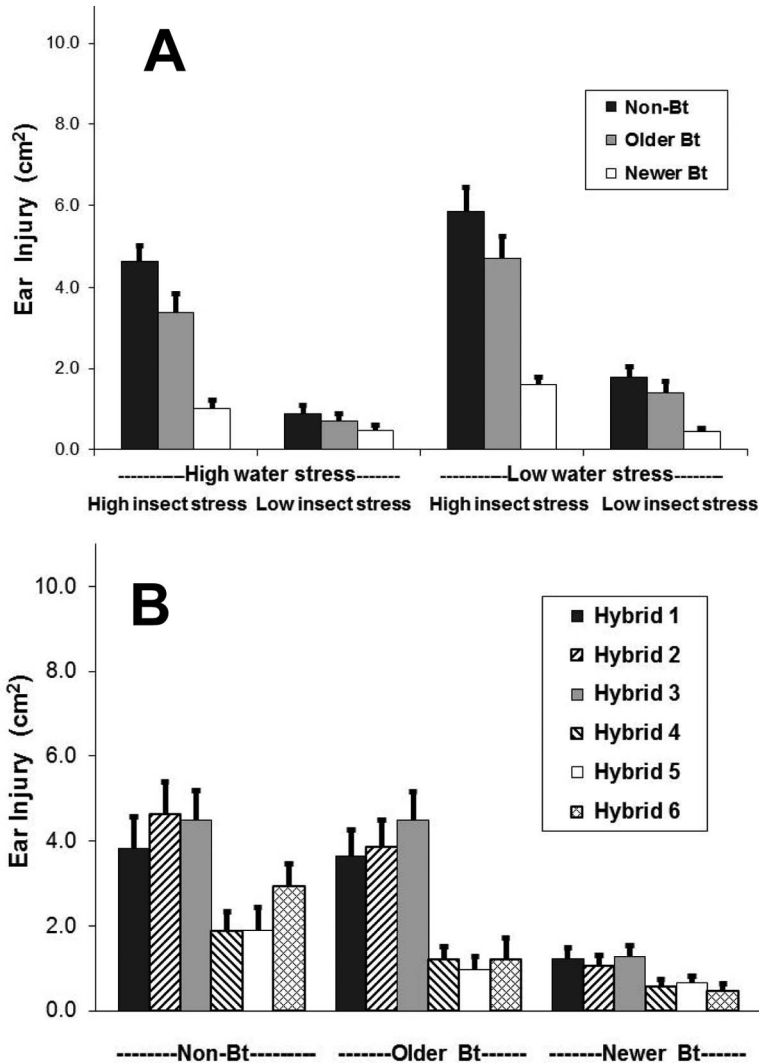 A
10.0
8.0
6.0
4.0
2.0
0.0
Ear Injury (cm²)
Non-Bt
Older Bt
Newer Bt
-----------High water stress-------
-----------Low water stress--------
High insect stress Low insect stress High insect stress Low insect stress
B
10.0
8.0
6.0
4.0
2.0
0.0
Ear Injury (cm²)
Hybrid 1
Hybrid 2
Hybrid 3
Hybrid 4
Hybrid 5
Hybrid 6
--------Non-Bt---------- --------Older Bt------ -------Newer Bt-------